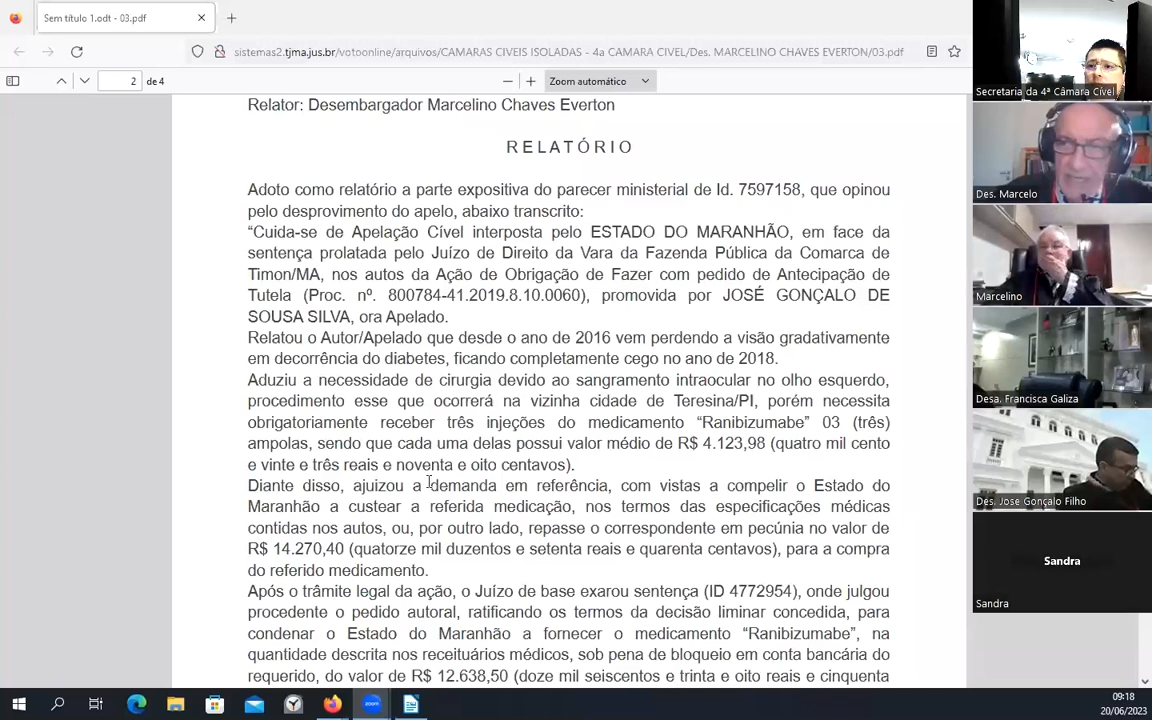 Sem título 1.odt - 03.pdf
sistemas2.tjma.jus.br/votoonline/arquivos/CAMARAS CIVEIS ISOLADAS - 4a CAMARA CIVEL/Des. MARCELINO CHAVES EVERTON/03.pdf
2 de 4
Zoom automático
Relator: Desembargador Marcelino Chaves Everton
R E L A T Ó R I O
Adoto como relatório a parte expositiva do parecer ministerial de Id. 7597158, que opinou
pelo desprovimento do apelo, abaixo transcrito:
“Cuida-se de Apelação Cível interposta pelo ESTADO DO MARANHÃO, em face da
sentença prolatada pelo Juízo de Direito da Vara da Fazenda Pública da Comarca de
Timon/MA, nos autos da Ação de Obrigação de Fazer com pedido de Antecipação de
Tutela (Proc. nº. 800784-41.2019.8.10.0060), promovida por JOSÉ GONÇALO DE
SOUSA SILVA, ora Apelado.
Relatou o Autor/Apelado que desde o ano de 2016 vem perdendo a visão gradativamente
em decorrência do diabetes, ficando completamente cego no ano de 2018.
Aduziu a necessidade de cirurgia devido ao sangramento intraocular no olho esquerdo,
procedimento esse que ocorrerá na vizinha cidade de Teresina/PI, porém necessita
obrigatoriamente receber três injeções do medicamento “Ranibizumabe” 03 (três)
ampolas, sendo que cada uma delas possui valor médio de R$ 4.123,98 (quatro mil cento
e vinte e três reais e noventa e oito centavos).
Diante disso, ajuizou a demanda em referência, com vistas a compelir o Estado do
Maranhão a custear a referida medicação, nos termos das especificações médicas
contidas nos autos, ou, por outro lado, repasse o correspondente em pecúnia no valor de
R$ 14.270,40 (quatorze mil duzentos e setenta reais e quarenta centavos), para a compra
do referido medicamento.
Após o trâmite legal da ação, o Juízo de base exarou sentença (ID 4772954), onde julgou
procedente o pedido autoral, ratificando os termos da decisão liminar concedida, para
condenar o Estado do Maranhão a fornecer o medicamento “Ranibizumabe”, na
quantidade descrita nos receituários médicos, sob pena de bloqueio em conta bancária do
requerido, do valor de R$ 12.638,50 (doze mil seiscentos e trinta e oito reais e cinquenta
Secretaria da 4ª Câmara Cível
Des. Marcelo
Marcelino
Desa. Francisca Galiza
Des. Jose Gonçalo Filho
Sandra
Sandra
zoom
09:18
20/06/2023